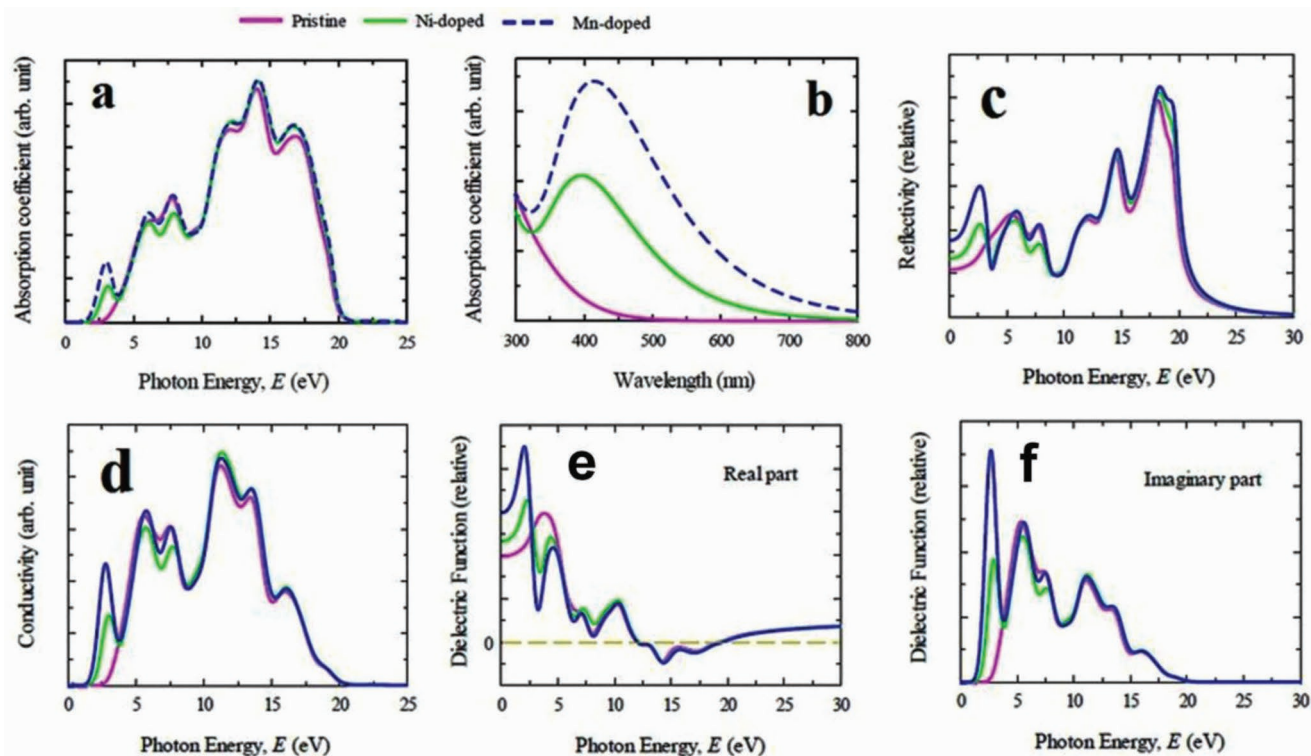 Pristine Ni-doped Mn-doped
a
Absorption coefficient (arb. unit)
0 5 10 15 20 25
Photon Energy, E (eV)
b
Absorption coefficient (arb. unit)
300 400 500 600 700 800
Wavelength (nm)
c
Reflectivity (relative)
0 5 10 15 20 25 30
Photon Energy, E (eV)
d
Conductivity (arb. unit)
0 5 10 15 20 25
Photon Energy, E (eV)
e
Real part
Dielectric Function (relative)
0
0 5 10 15 20 25 30
Photon Energy, E (eV)
f
Imaginary part
Dielectric Function (relative)
0 5 10 15 20 25 30
Photon Energy, E (eV)